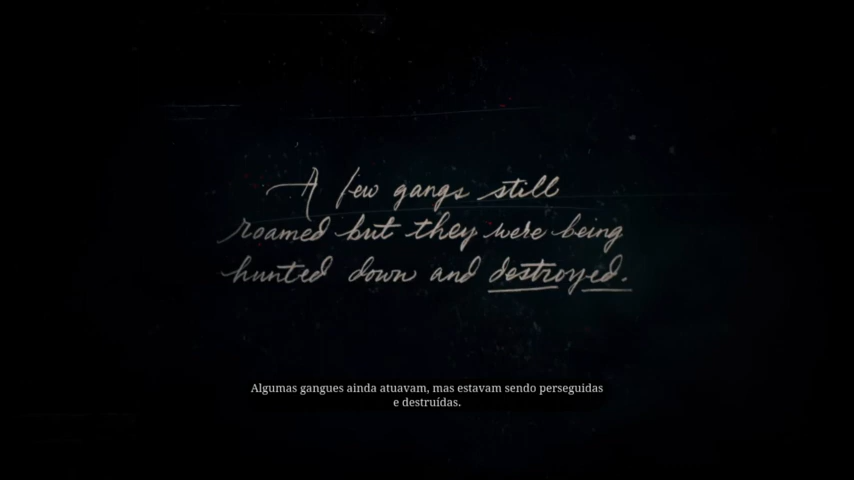 A few gangs still
roamed but they were being
hunted down and destroyed.
Algumas gangues ainda atuavam, mas estavam sendo perseguidas
e destruídas.